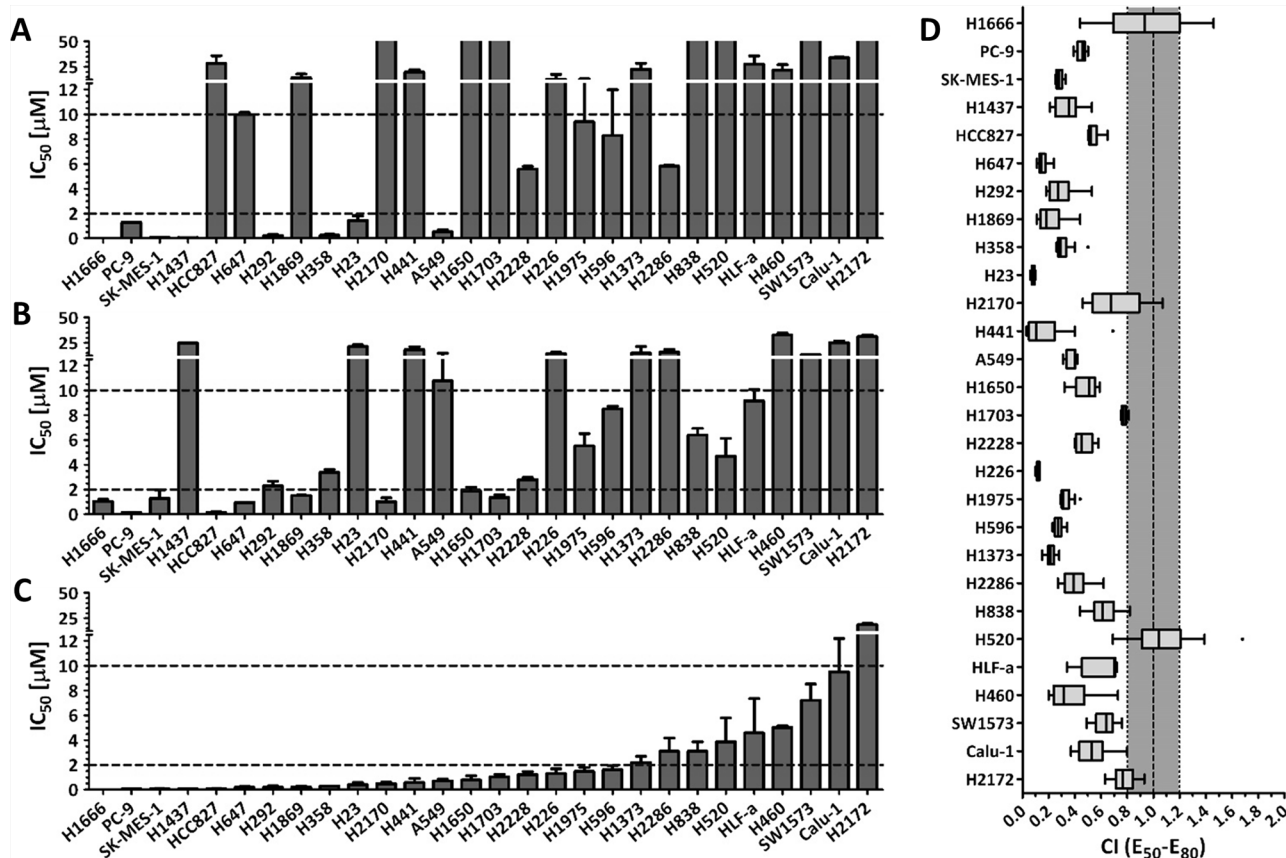 A
IC50 [µM]
50
25
12
10
8
6
4
2
0
H1666
PC-9
SK-MES-1
H1437
HCC827
H647
H292
H1869
H358
H23
H2170
H441
A549
H1650
H1703
H2228
H226
H1975
H596
H1373
H2286
H838
H520
HLF-a
H460
SW1573
Calu-1
H2172
B
IC50 [µM]
50
25
12
10
8
6
4
2
0
H1666
PC-9
SK-MES-1
H1437
HCC827
H647
H292
H1869
H358
H23
H2170
H441
A549
H1650
H1703
H2228
H226
H1975
H596
H1373
H2286
H838
H520
HLF-a
H460
SW1573
Calu-1
H2172
C
IC50 [µM]
50
25
12
10
8
6
4
2
0
H1666
PC-9
SK-MES-1
H1437
HCC827
H647
H292
H1869
H358
H23
H2170
H441
A549
H1650
H1703
H2228
H226
H1975
H596
H1373
H2286
H838
H520
HLF-a
H460
SW1573
Calu-1
H2172
D
H1666
PC-9
SK-MES-1
H1437
HCC827
H647
H292
H1869
H358
H23
H2170
H441
A549
H1650
H1703
H2228
H226
H1975
H596
H1373
H2286
H838
H520
HLF-a
H460
SW1573
Calu-1
H2172
0.0
0.2
0.4
0.6
0.8
1.0
1.2
1.4
1.6
1.8
2.0
CI (E50-E80)